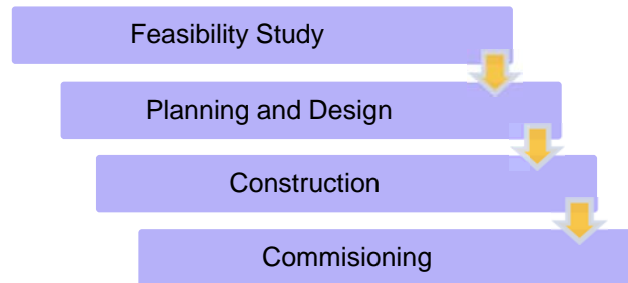 Feasibility Study
Planning and Design
Construction
Commisioning